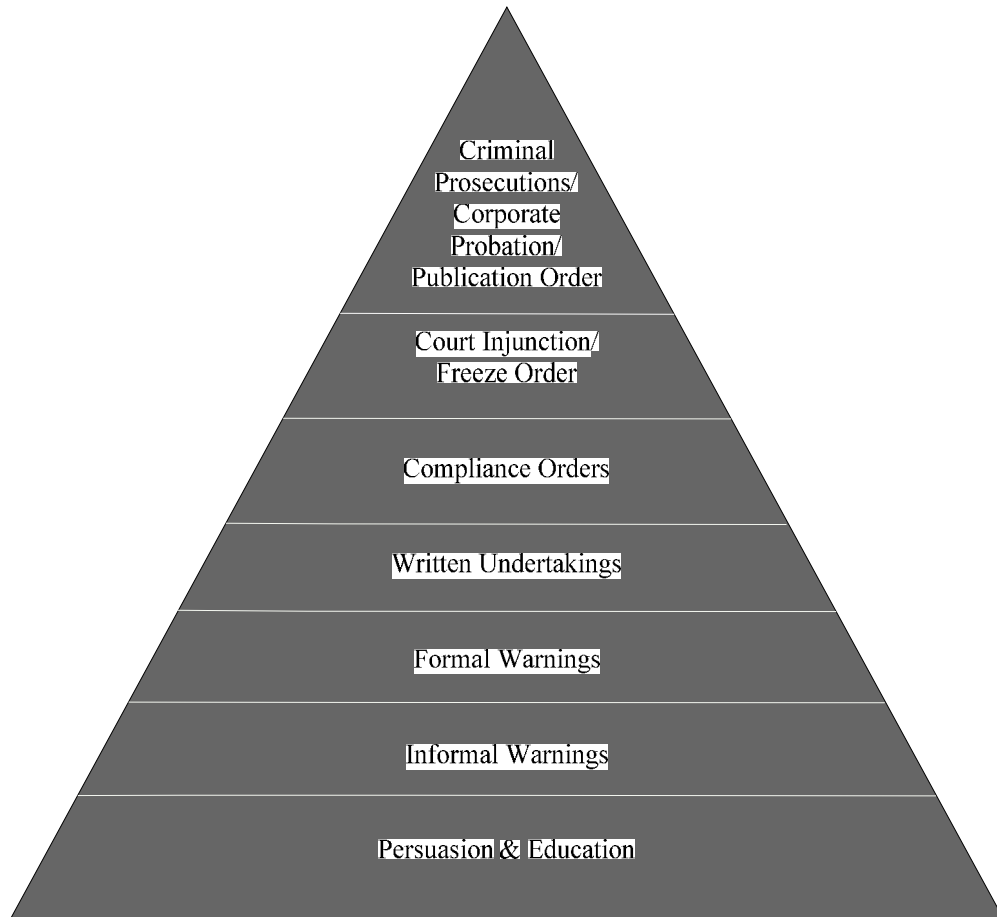 Criminal
Prosecutions/
Corporate
Probation/
Publication Order
Court Injunction/
Freeze Order
Compliance Orders
Written Undertakings
Formal Warnings
Informal Warnings
Persuasion & Education